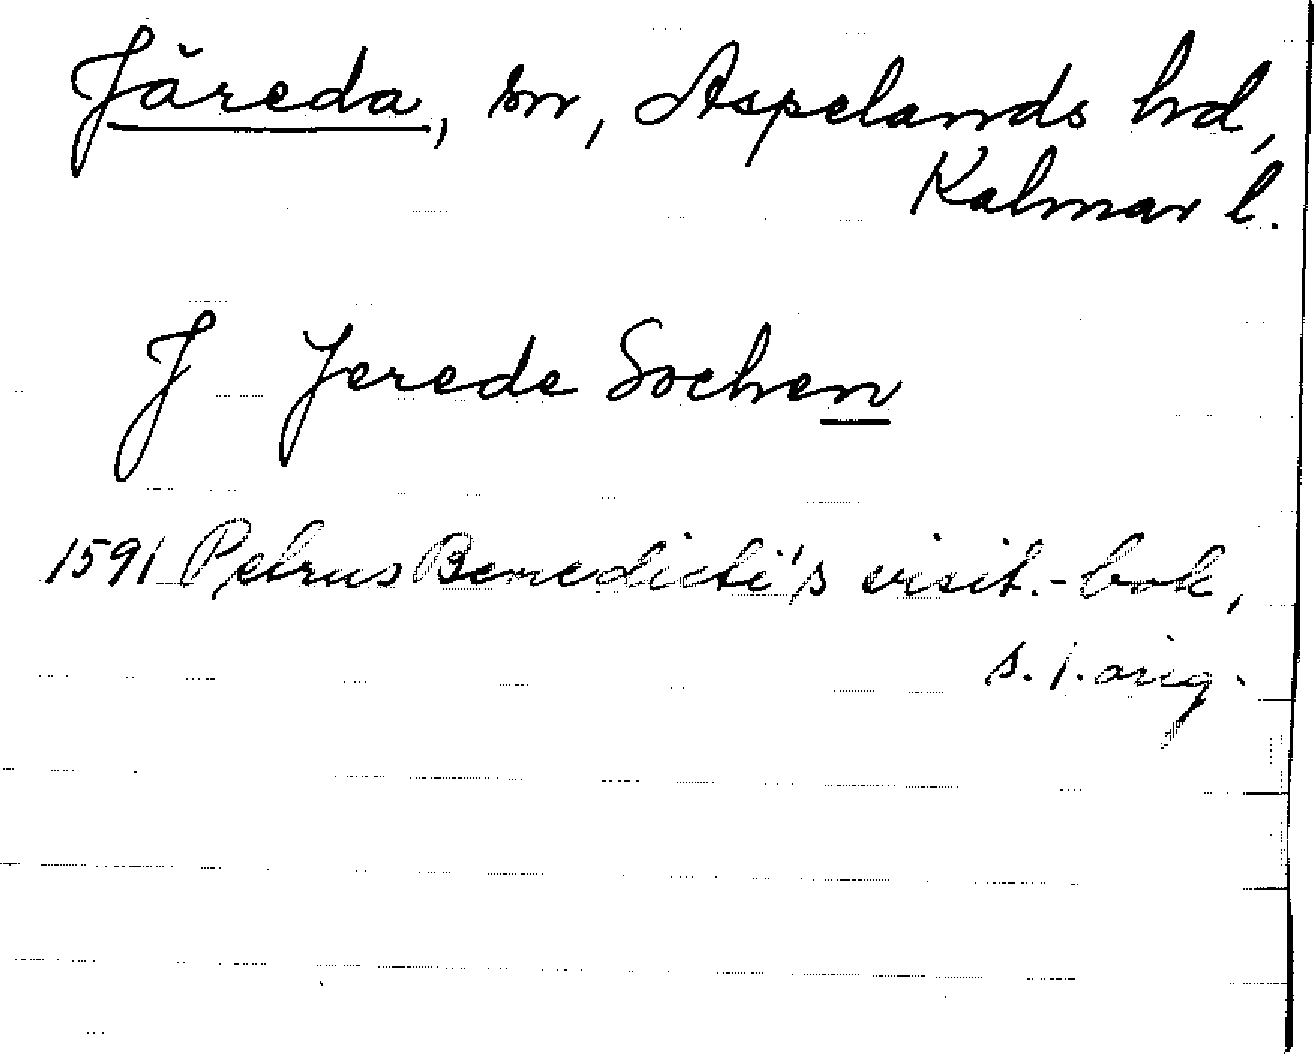 Järeda, sn, Aspelands hd,
Kalmar l.
J Jerede Sochen
1591 Petrus Benedicti's visit.-bok,
s. 1. orig.